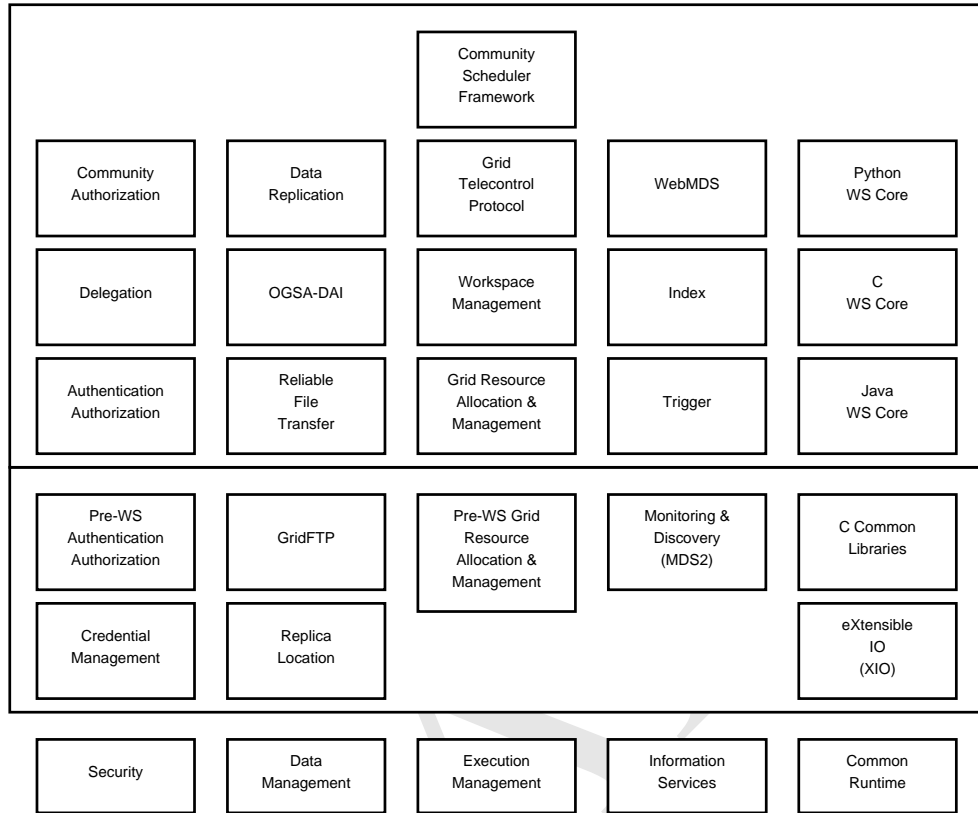 Community
Scheduler
Framework
Community
Authorization
Data
Replication
Grid
Telecontrol
Protocol
WebMDS
Python
WS Core
Delegation
OGSA-DAI
Workspace
Management
Index
C
WS Core
Authentication
Authorization
Reliable
File
Transfer
Grid Resource
Allocation &
Management
Trigger
Java
WS Core
Pre-WS
Authentication
Authorization
GridFTP
Pre-WS Grid
Resource
Allocation &
Management
Monitoring &
Discovery
(MDS2)
C Common
Libraries
Credential
Management
Replica
Location
eXtensible
IO
(XIO)
Security
Data
Management
Execution
Management
Information
Services
Common
Runtime